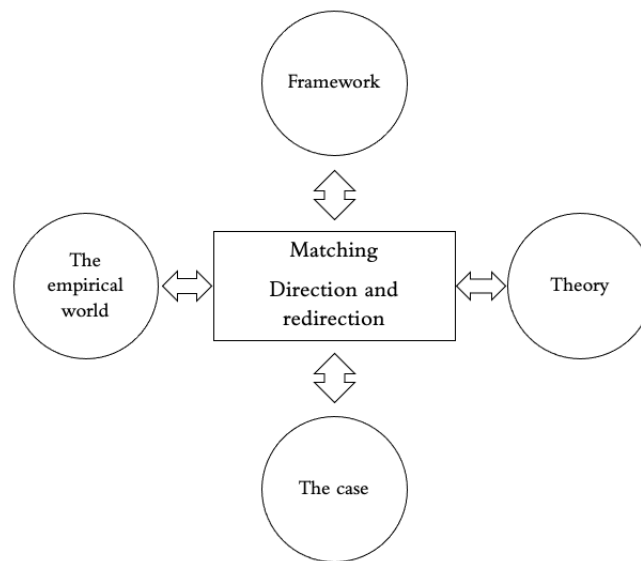 Framework
The
empirical
world
Matching
Direction and
redirection
Theory
The case